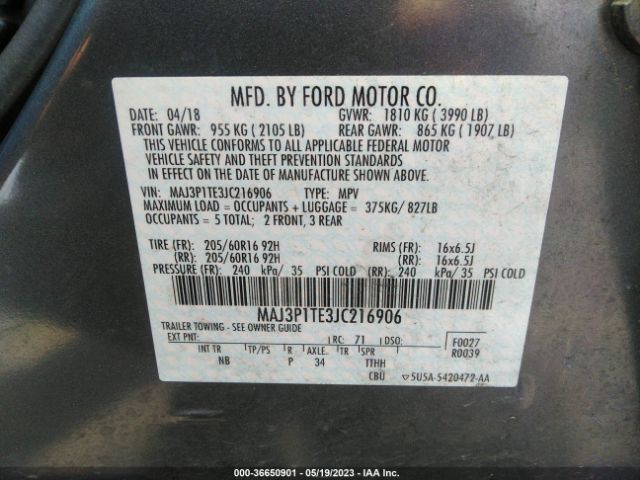 MFD. BY FORD MOTOR CO.
DATE: 04/18 GVWR: 1810 KG ( 3990 LB)
FRONT GAWR: 955 KG ( 2105 LB) REAR GAWR: 865 KG ( 1907 LB)
THIS VEHICLE CONFORMS TO ALL APPLICABLE FEDERAL MOTOR
VEHICLE SAFETY AND THEFT PREVENTION STANDARDS
IN EFFECT ON THE DATE OF MANUFACTURE SHOWN ABOVE.
VIN: MAJ3P1TE3JC216906 TYPE: MPV
MAXIMUM LOAD = OCCUPANTS + LUGGAGE = 375KG/ 827LB
OCCUPANTS = 5 TOTAL; 2 FRONT, 3 REAR
TIRE (FR): 205/60R16 92H RIMS (FR): 16x6.5J
(RR): 205/60R16 92H (RR): 16x6.5J
PRESSURE (FR): 240 kPa/ 35 PSI COLD (RR): 240 kPa/ 35 PSI COLD
MAJ3P1TE3JC216906
TRAILER TOWING - SEE OWNER GUIDE
EXT PNT: RC: 71 DSO: F0027
R0039
INT TR TP/PS R AXLE TR SPR
NB P 34 TTHH
CBU ▽5U5A-5420472-AA
000-36650901 - 05/19/2023 - IAA Inc.